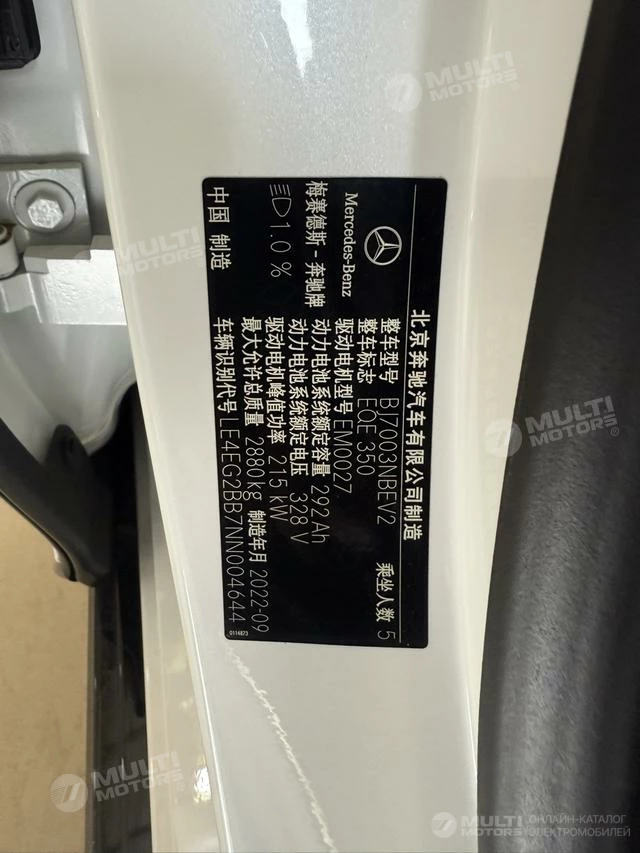 北京奔驰汽车有限公司制造
Mercedes-Benz
梅赛德斯-奔驰牌
1.0 %
中国 制造
整车型号 BJ7003NBEV2
整车标志 EQE 350 乘坐人数 5
驱动电机型号 EM0027
动力电池系统额定容量 292Ah
动力电池系统额定电压 328 V
驱动电机峰值功率 215 kW
最大允许总质量 2880kg 制造年月 2022-09
车辆识别代号 LE4EG2BB7NN004644
0114873
MULTI MOTORS®
MULTI MOTORS®
MULTI MOTORS®
MULTI MOTORS®
MULTI MOTORS®
MULTI MOTORS®
ОНЛАЙН-КАТАЛОГ
ЭЛЕКТРОМОБИЛЕЙ